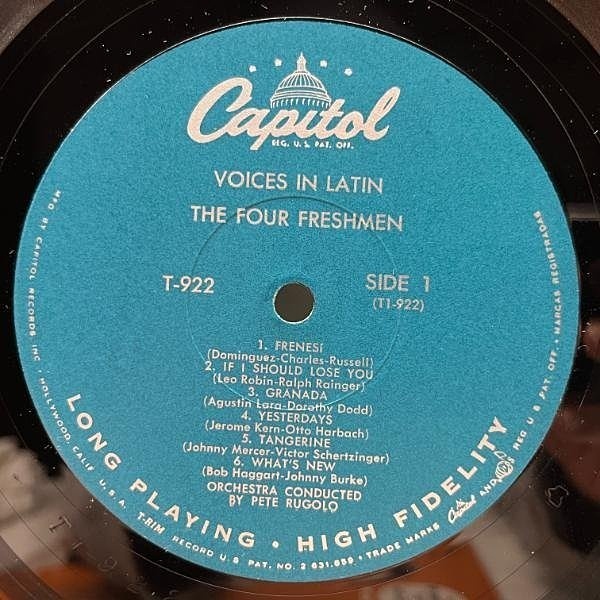 Capitol
REG. U.S. PAT. OFF.
VOICES IN LATIN
THE FOUR FRESHMEN
T-922
SIDE 1
(T1-922)
1. FRENESI
(Dominguez-Charles-Russell)
2. IF I SHOULD LOSE YOU
(Leo Robin-Ralph Rainger)
3. GRANADA
(Agustin Lara-Dorothy Dodd)
4. YESTERDAYS
(Jerome Kern-Otto Harbach)
5. TANGERINE
(Johnny Mercer-Victor Schertzinger)
6. WHAT'S NEW
(Bob Haggart-Johnny Burke)
ORCHESTRA CONDUCTED
BY PETE RUGOLO
LONG PLAYING • HIGH FIDELITY
MFG. BY CAPITOL RECORDS INC • HOLLYWOOD, CALIF. U.S.A. T-RIM RECORD U.S. PAT. NO. 2 631,859 • TRADE MARKS Capitol AND REG U S PAT OFF. • MARCAS REGISTRADAS